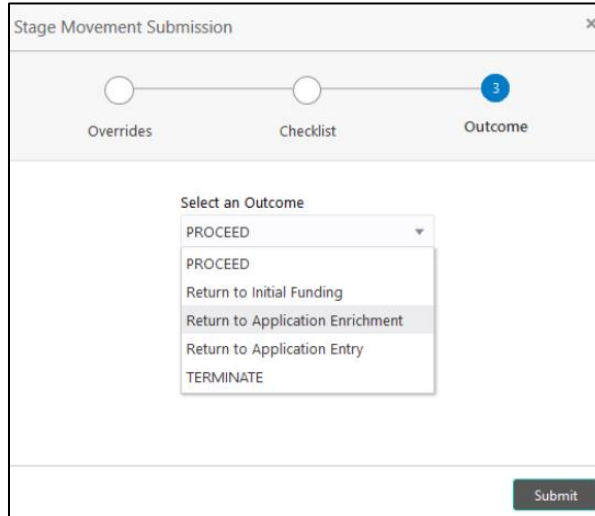 Stage Movement Submission
×
3
Overrides
Checklist
Outcome
Select an Outcome
PROCEED
PROCEED
Return to Initial Funding
Return to Application Enrichment
Return to Application Entry
TERMINATE
Submit